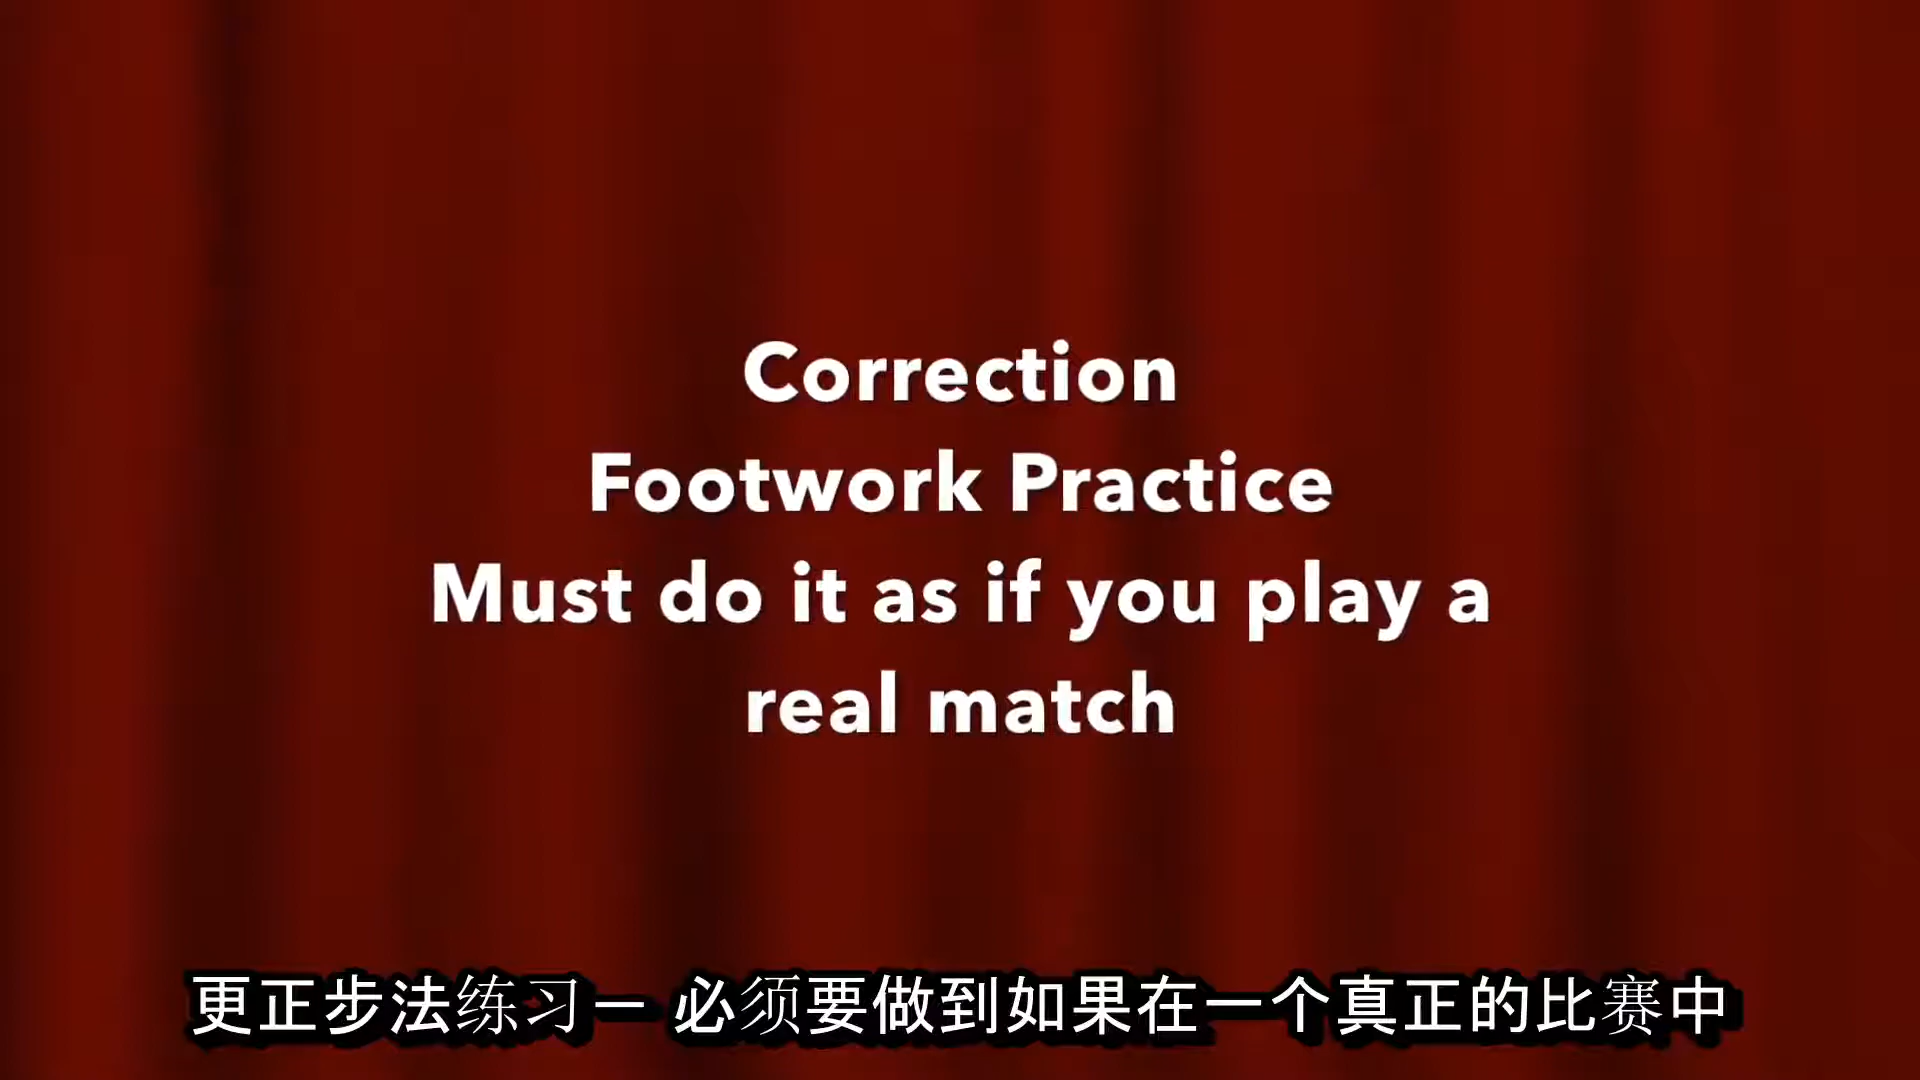 Correction
Footwork Practice
Must do it as if you play a
real match
更正步法练习一 必须要做到如果在一个真正的比赛中